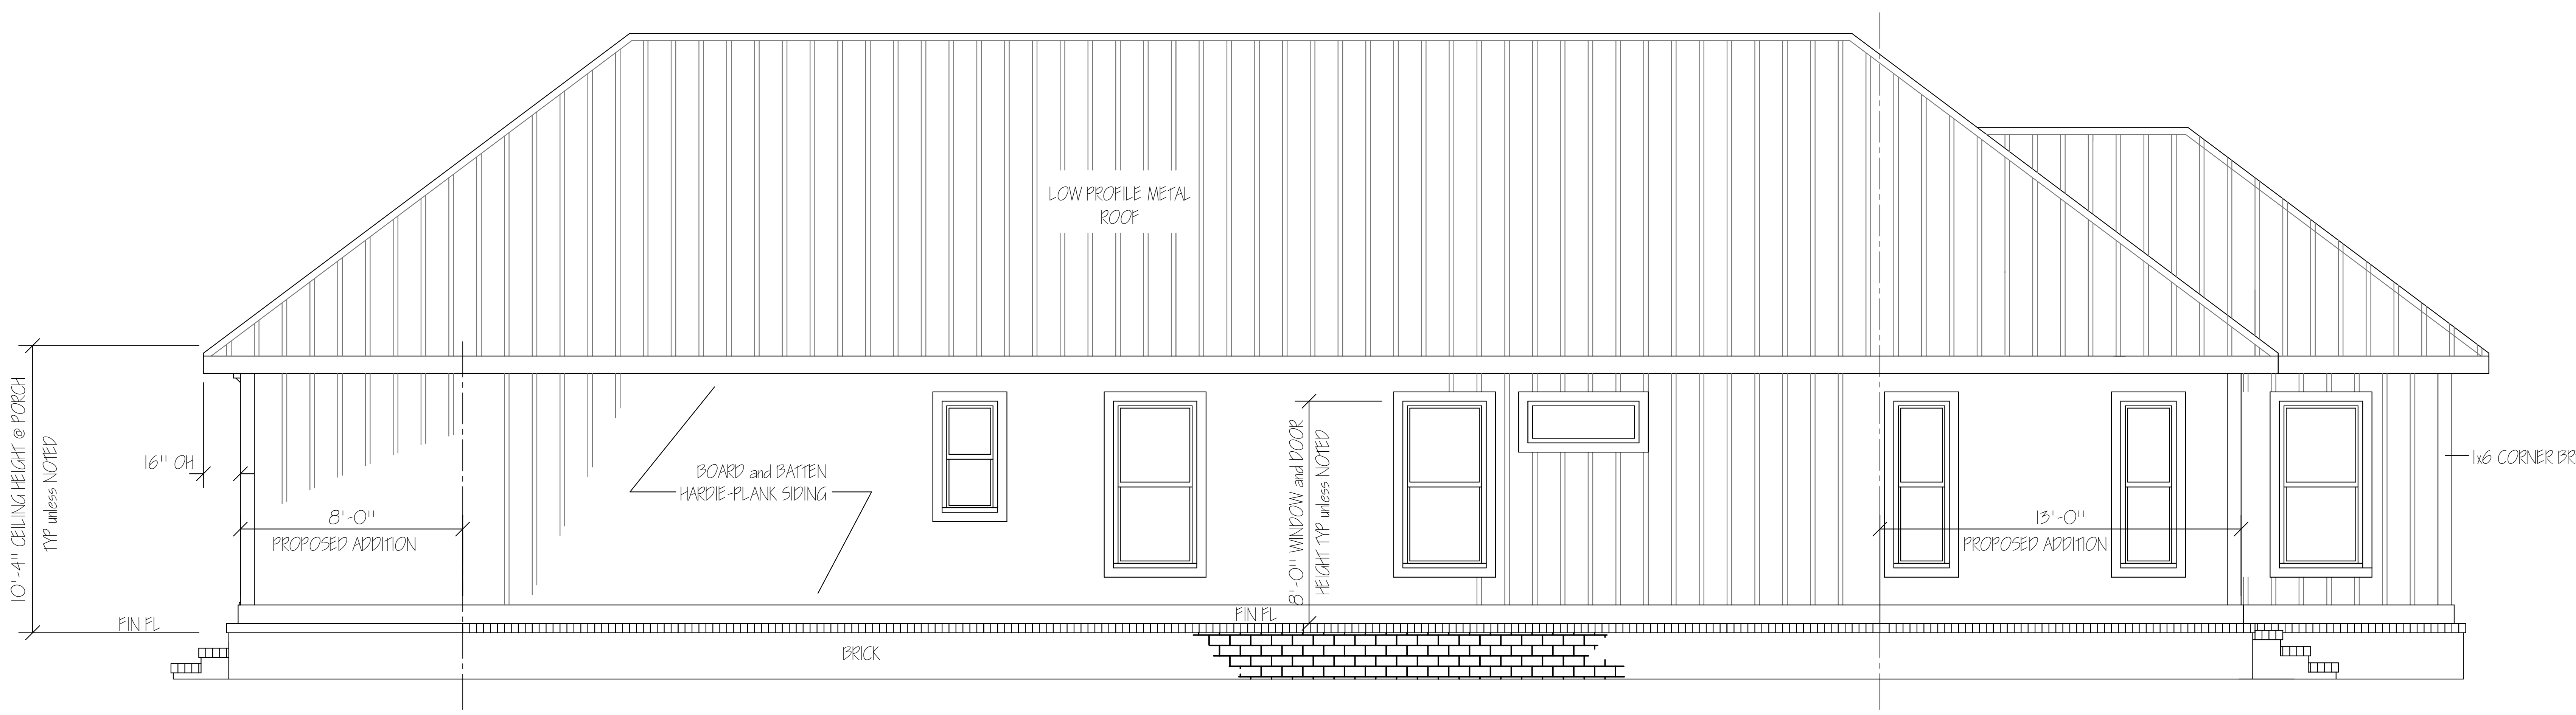 LOW PROFILE METAL
ROOF
10'-4" CEILING HEIGHT @ PORCH
TYP unless NOTED
16" OH
BOARD and BATTEN
HARDIE-PLANK SIDING
8'-0" WINDOW and DOOR
HEIGHT TYP unless NOTED
1x6 CORNER BR
8'-0"
PROPOSED ADDITION
13'-0"
PROPOSED ADDITION
FIN FL
FIN FL
BRICK